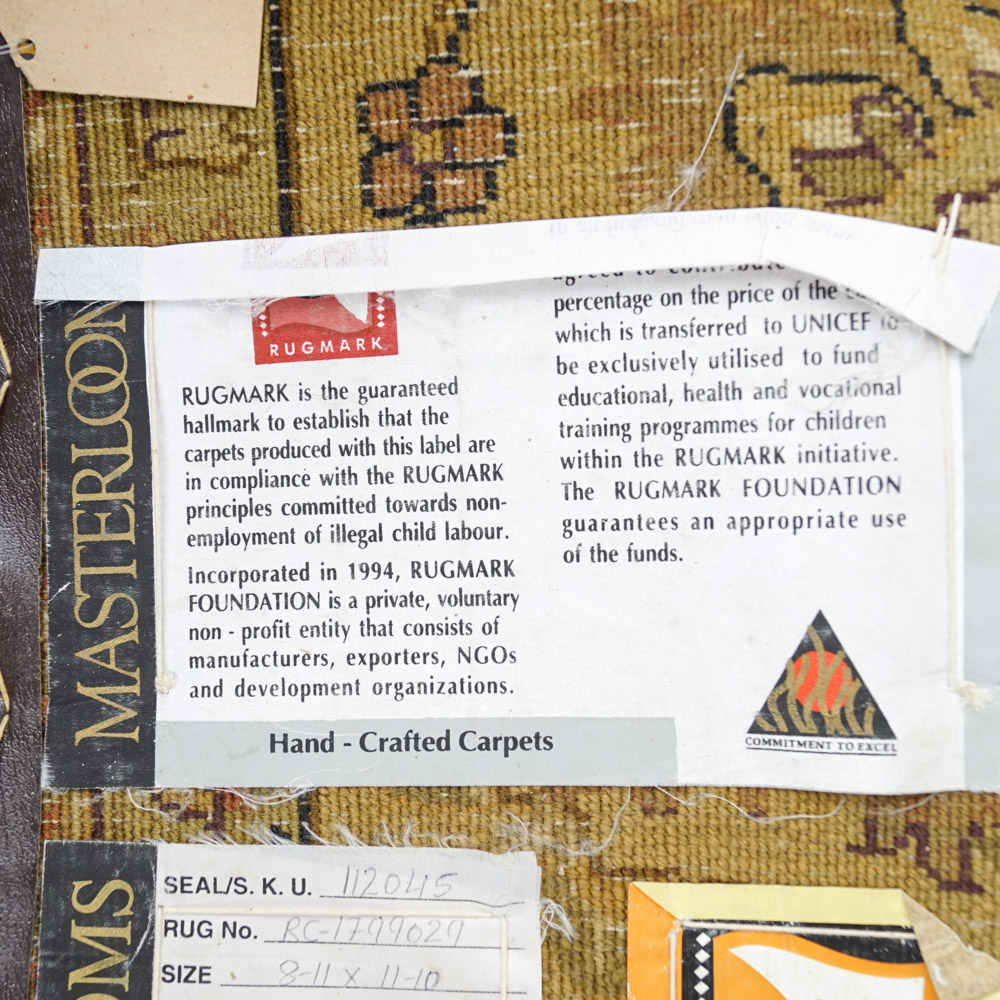 MASTERLOOM
RUGMARK
RUGMARK is the guaranteed
hallmark to establish that the
carpets produced with this label are
in compliance with the RUGMARK
principles committed towards non-
employment of illegal child labour.
Incorporated in 1994, RUGMARK
FOUNDATION is a private, voluntary
non - profit entity that consists of
manufacturers, exporters, NGOs
and development organizations.
agreed to contribute
percentage on the price of the
which is transferred to UNICEF to
be exclusively utilised to fund
educational, health and vocational
training programmes for children
within the RUGMARK initiative.
The RUGMARK FOUNDATION
guarantees an appropriate use
of the funds.
COMMITMENT TO EXCEL
Hand - Crafted Carpets
OMS
SEAL/S. K. U. 112045
RUG No. RC-1799029
SIZE 8-11 X 11-10